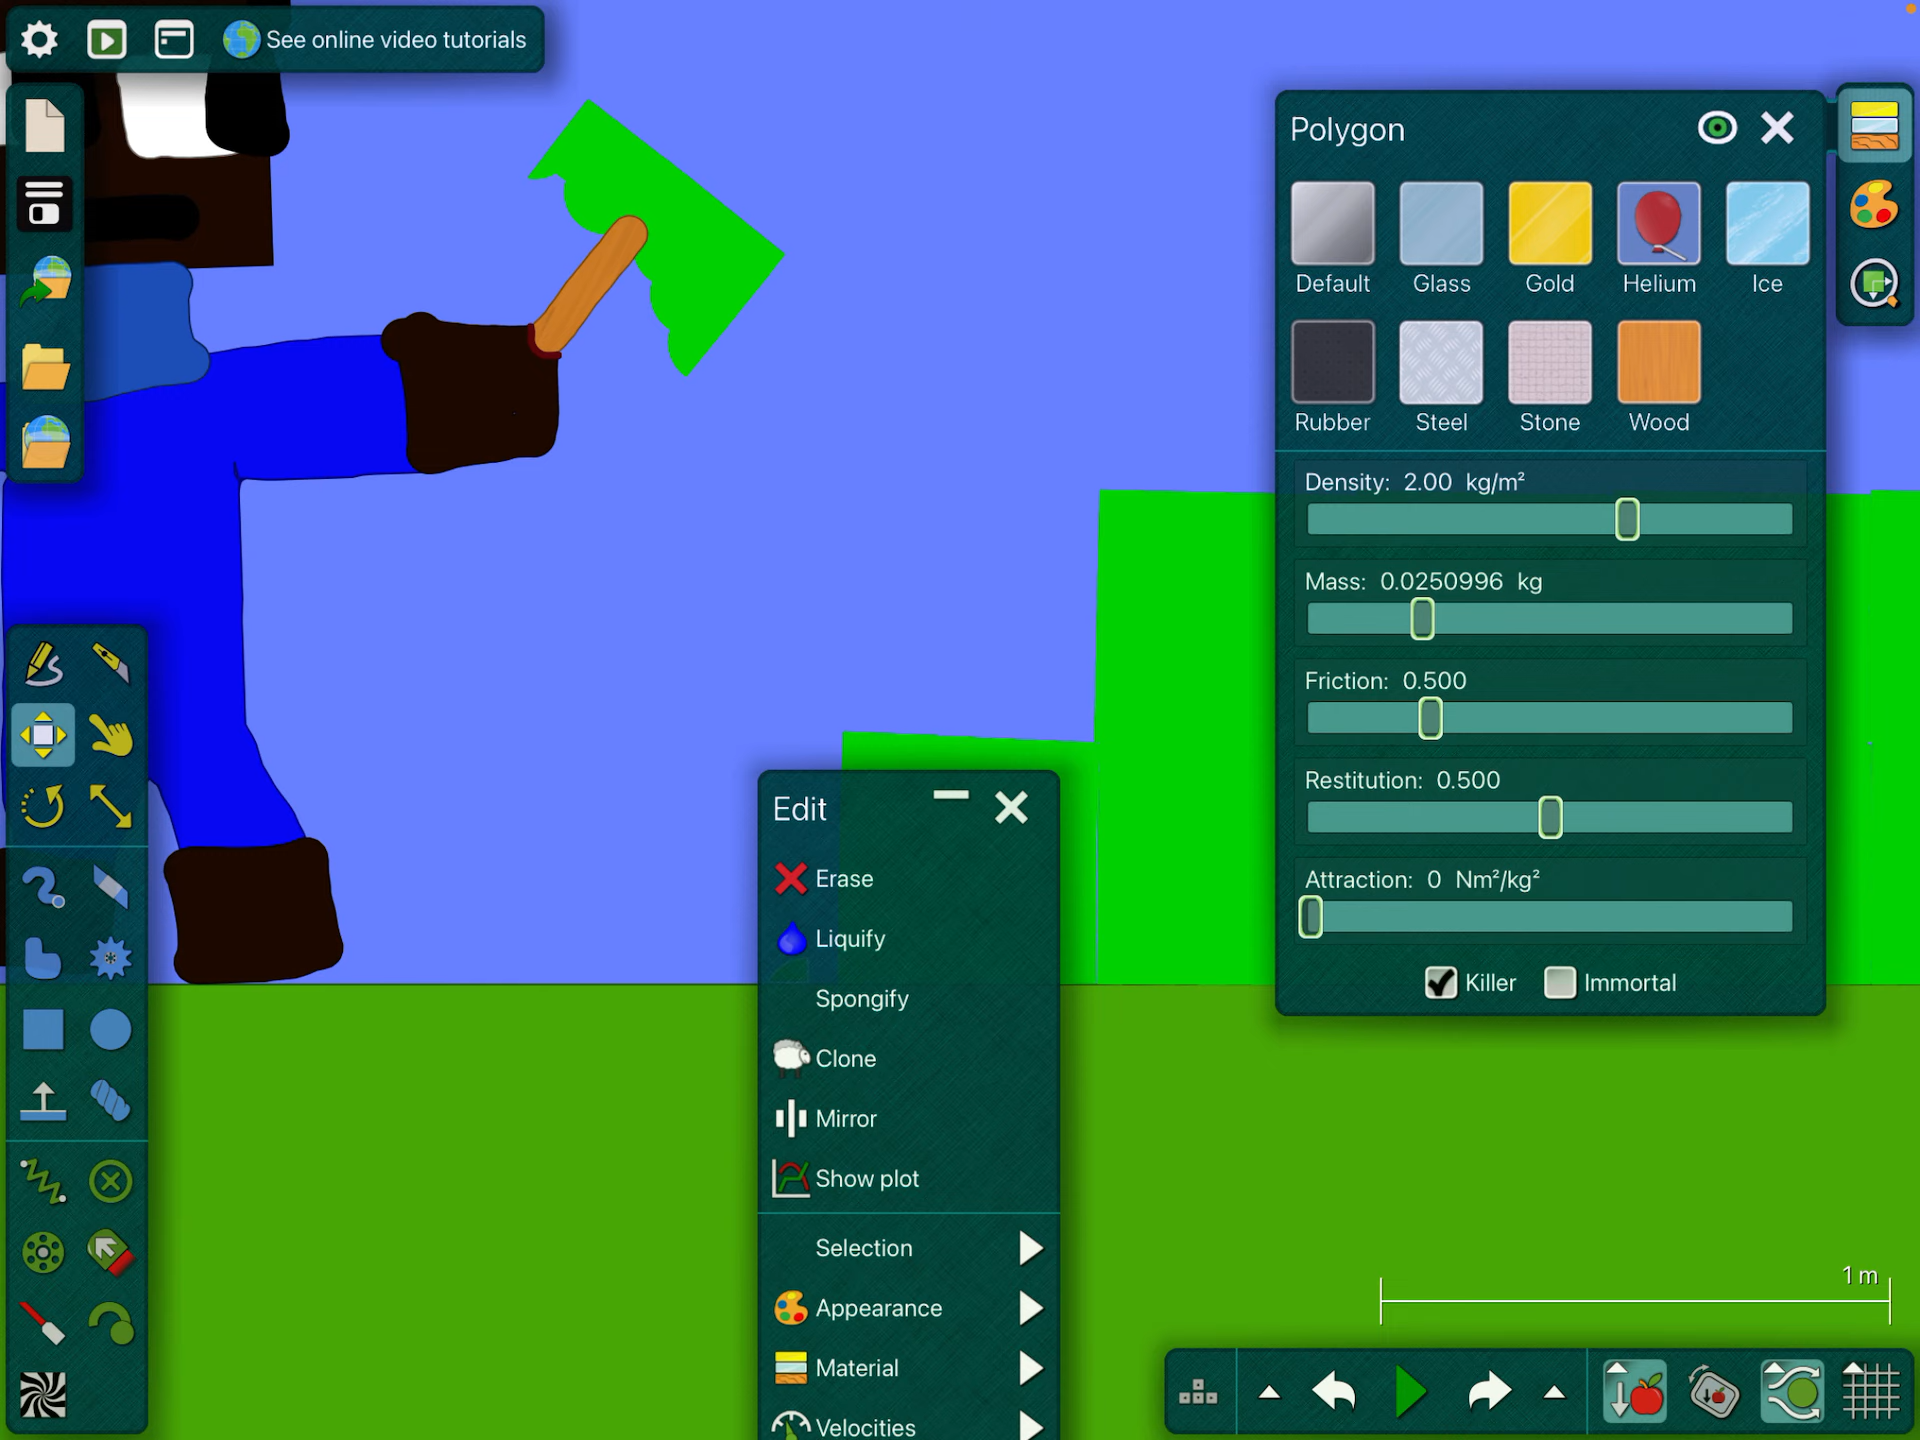 See online video tutorials
Polygon
Default
Glass
Gold
Helium
Ice
Rubber
Steel
Stone
Wood
Density: 2.00 kg/m²
Mass: 0.0250996 kg
Friction: 0.500
Restitution: 0.500
Attraction: 0 Nm²/kg²
Killer
Immortal
Edit
Erase
Liquify
Spongify
Clone
Mirror
Show plot
Selection
Appearance
Material
Velocities
1 m